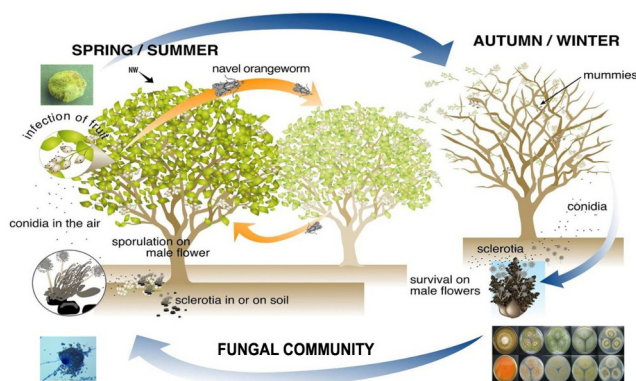 SPRING / SUMMER
AUTUMN / WINTER
NW
navel orangeworm
mummies
infection of fruit
conidia in the air
conidia
sporulation on
male flower
sclerotia
survival on
male flowers
sclerotia in or on soil
FUNGAL COMMUNITY